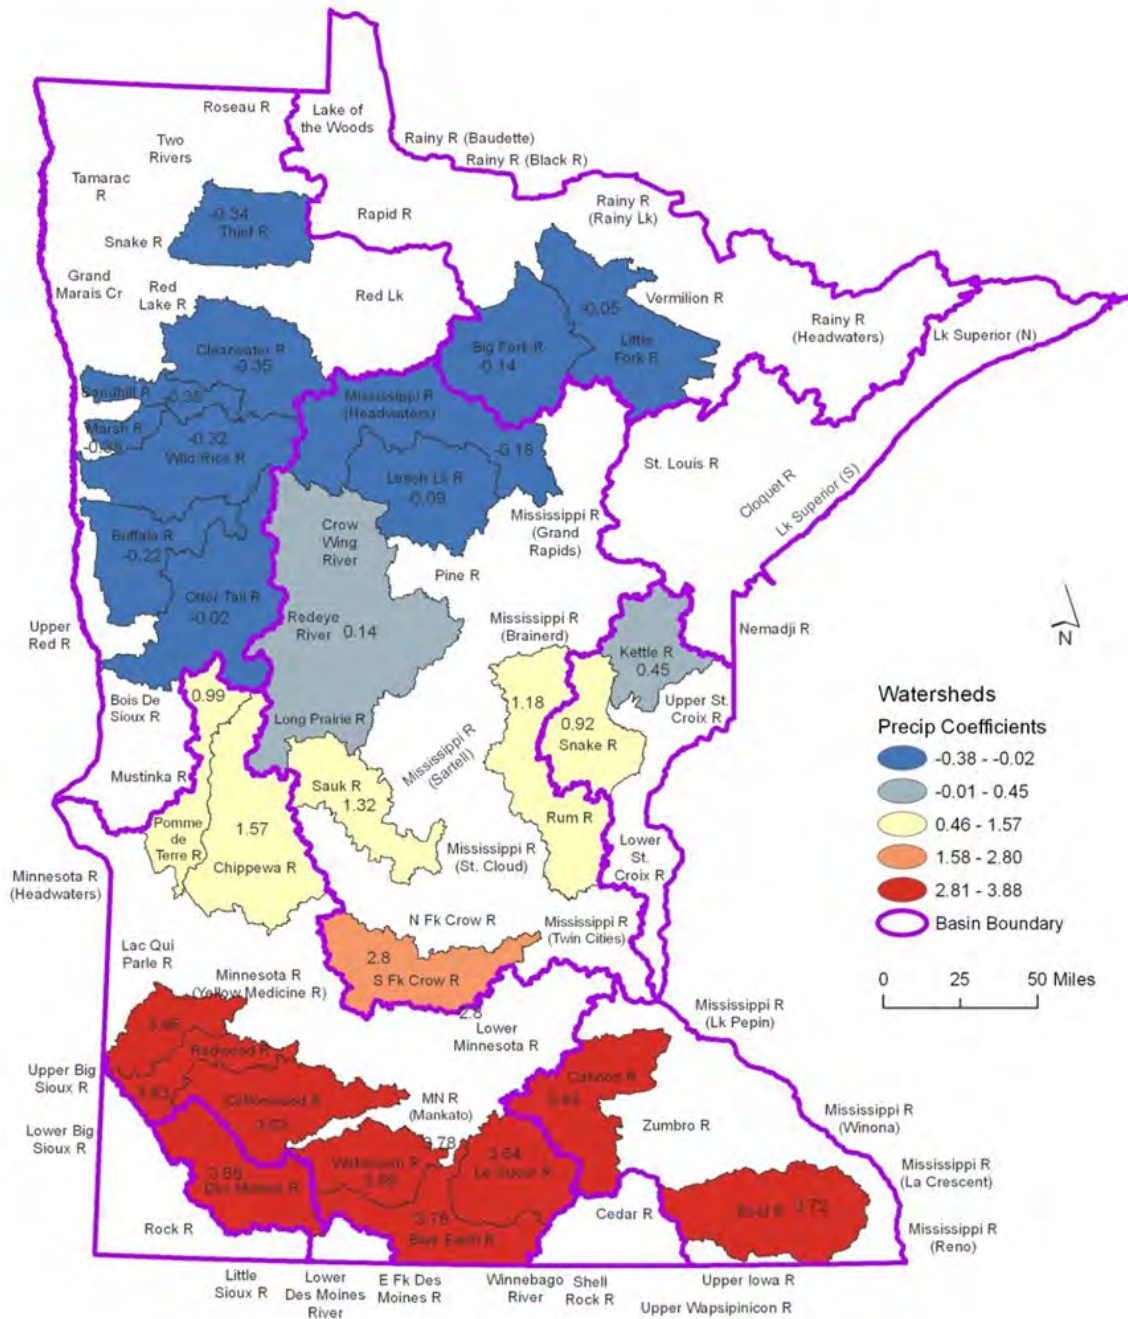 Roseau R
Lake of
the Woods
Two
Rivers
Rainy R (Baudette)
Rainy R (Black R)
Tamarac
R
Rapid R
Rainy R
(Rainy Lk)
-0.34
Thief R
Snake R
Grand
Marais Cr
Red
Lake R
Red Lk
Vermilion R
-0.05
Little
Fork R
Rainy R
(Headwaters)
Lk Superior (N)
Clearwater R
-0.35
Big Fork R
-0.14
Sandhill R
-0.38
Mississippi R
(Headwaters)
Marsh R
-0.32
Wild Rice R
-0.18
Leech Lk R
-0.09
St. Louis R
Cloquet R
Lk Superior (S)
Mississippi R
(Grand
Rapids)
Buffalo R
-0.22
Crow
Wing
River
Pine R
Otter Tail R
-0.02
Redeye
River
0.14
Mississippi R
(Brainerd)
Upper
Red R
Nemadji R
N
Kettle R
0.45
Bois De
Sioux R
0.99
1.18
Upper St.
Croix R
Long Prairie R
0.92
Snake R
Mississippi R
(Sartell)
Mustinka R
Sauk R
1.32
Pomme
de
Terre R
1.57
Chippewa R
Rum R
Mississippi R
(St. Cloud)
Lower
St.
Croix R
Minnesota R
(Headwaters)
N Fk Crow R
Mississippi R
(Twin Cities)
Lac Qui
Parle R
2.8
S Fk Crow R
Minnesota R
(Yellow Medicine R)
2.8
Lower
Minnesota R
Mississippi R
(Lk Pepin)
Redwood R
Upper Big
Sioux R
Cottonwood R
Cannon R
MN R
(Mankato)
Zumbro R
Mississippi R
(Winona)
Lower Big
Sioux R
3.64
Le Sueur R
Watonwan R
Des Moines R
Mississippi R
(La Crescent)
Rock R
3.78
Blue Earth R
Cedar R
Root R
Mississippi R
(Reno)
Little
Sioux R
Lower
Des Moines
River
E Fk Des
Moines R
Winnebago
River
Shell
Rock R
Upper Iowa R
Upper Wapsipinicon R
Watersheds
Precip Coefficients
-0.38 - -0.02
-0.01 - 0.45
0.46 - 1.57
1.58 - 2.80
2.81 - 3.88
Basin Boundary
0 25 50 Miles